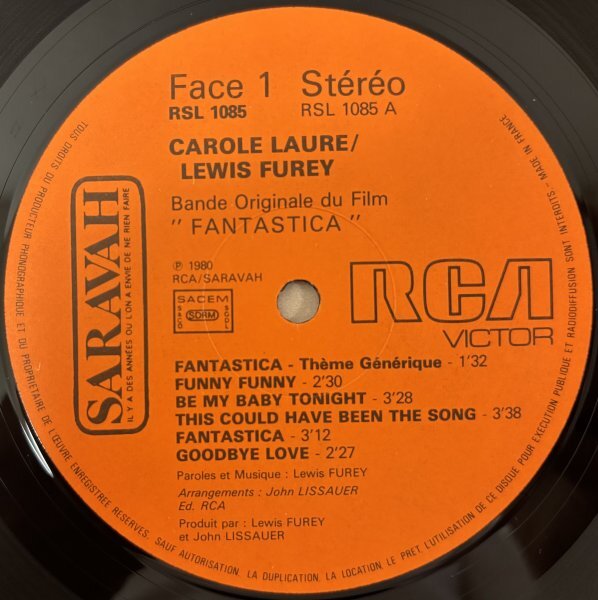 Face 1 Stéréo
RSL 1085 RSL 1085 A
CAROLE LAURE/
LEWIS FUREY
Bande Originale du Film
" FANTASTICA "
℗ 1980
RCA/SARAVAH
SACEM
SACD SDRM SGDL
SARAVAH
IL Y A DES ANNÉES OU L'ON A ENVIE DE NE RIEN FAIRE
RCA
VICTOR
FANTASTICA - Thème Générique - 1'32
FUNNY FUNNY - 2'30
BE MY BABY TONIGHT - 3'28
THIS COULD HAVE BEEN THE SONG - 3'38
FANTASTICA - 3'12
GOODBYE LOVE - 2'27
Paroles et Musique : Lewis FUREY
Arrangements : John LISSAUER
Ed. RCA
Produit par : Lewis FUREY
et John LISSAUER
TOUS DROITS DU PRODUCTEUR PHONOGRAPHIQUE ET DU PROPRIETAIRE DE L'ŒUVRE ENREGISTREE RESERVES. SAUF AUTORISATION, LA DUPLICATION, LA LOCATION, LE PRET, L'UTILISATION DE CE DISQUE POUR EXECUTION PUBLIQUE ET RADIODIFFUSION SONT INTERDITS - MADE IN FRANCE